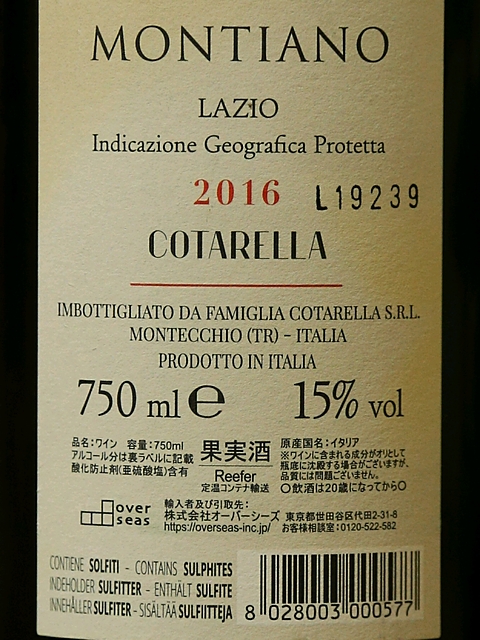 MONTIANO
LAZIO
Indicazione Geografica Protetta
2016 L19239
COTARELLA
IMBOTTIGLIATO DA FAMIGLIA COTARELLA S.R.L.
MONTECCHIO (TR) - ITALIA
PRODOTTO IN ITALIA
750 ml e 15% vol
品名:ワイン 容量:750ml
アルコール分は裏ラベルに記載
酸化防止剤(亜硫酸塩)含有
果実酒
Reefer
定温コンテナ輸送
原産国名:イタリア
※ワインに含まれる成分がオリとして
瓶底に沈殿する場合がございますが、
品質には問題ございません。
〇飲酒は20歳になってから〇
over
seas
輸入者及び引取先:
株式会社オーバーシーズ 東京都世田谷区代田2-31-8
https://overseas-inc.jp/ お客様相談室:0120-522-582
CONTIENE SOLFITI - CONTAINS SULPHITES
INDEHOLDER SULFITTER - ENTHÄLT SULFITE
INNEHÅLLER SULFITER - SISÄLTÄÄ SULFIITTEJA
8 028003 000577